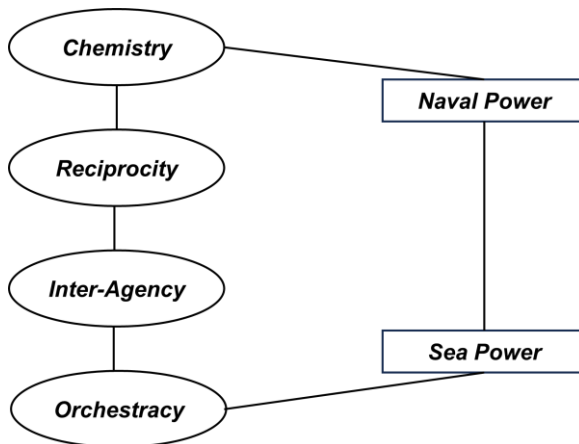 Chemistry
Naval Power
Reciprocity
Inter-Agency
Sea Power
Orchestracy